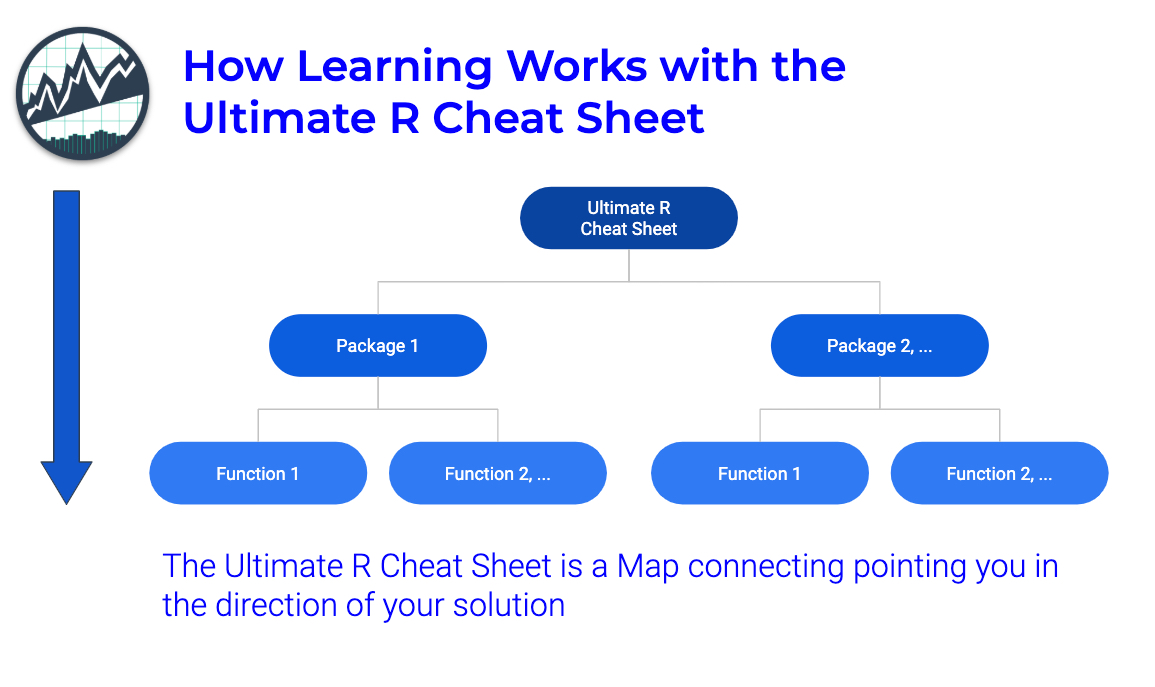 How Learning Works with the
Ultimate R Cheat Sheet
Ultimate R
Cheat Sheet
Package 1
Package 2, ...
Function 1
Function 2, ...
Function 1
Function 2, ...
The Ultimate R Cheat Sheet is a Map connecting pointing you in
the direction of your solution